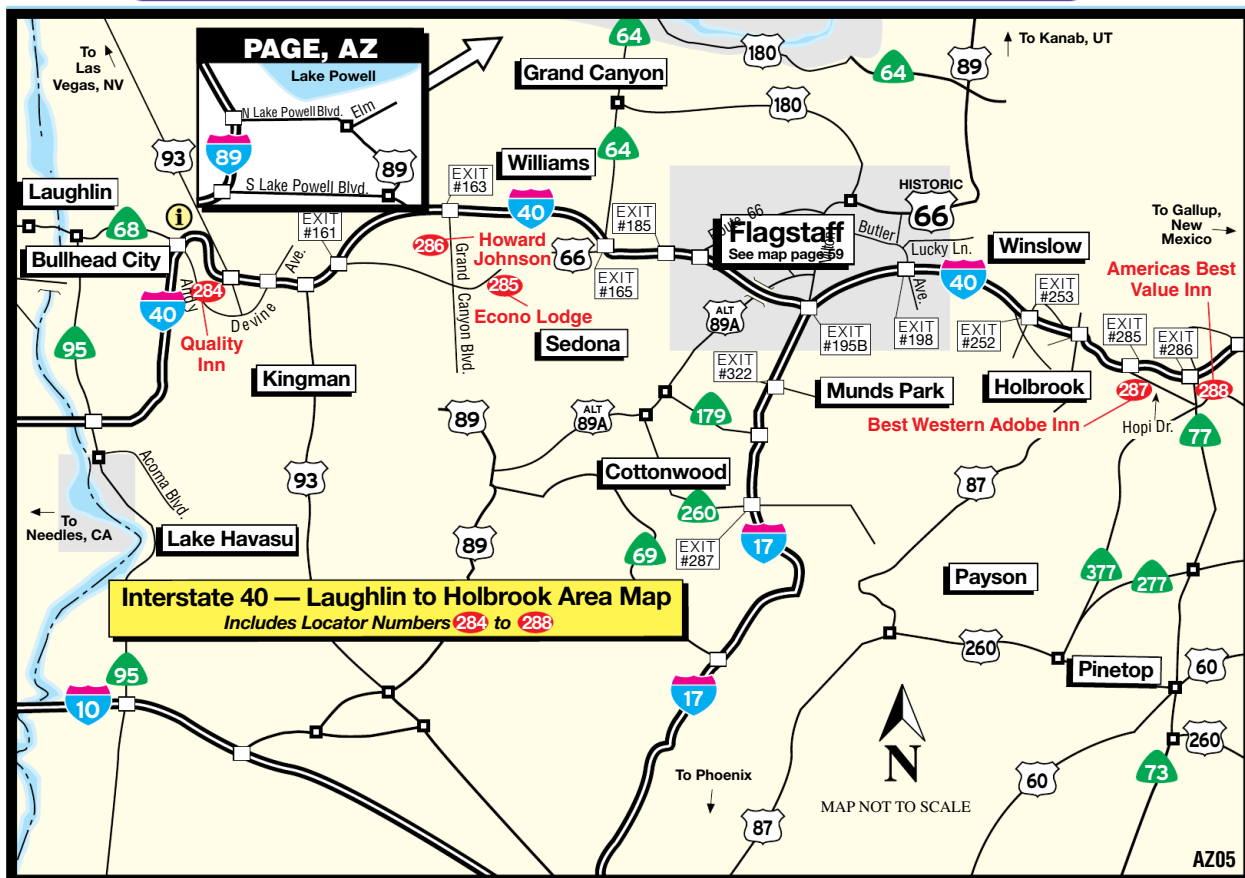 To
Las
Vegas, NV
PAGE, AZ
Lake Powell
N Lake Powell Blvd.
Elm
89
89
S Lake Powell Blvd.
64
Grand Canyon
180
64
89
To Kanab, UT
180
64
93
Williams
EXIT
#163
40
EXIT
#185
66
EXIT
#165
HISTORIC
66
Route 66
Flagstaff
See map page 59
Milton
Butler
Lucky Ln.
Ave.
Winslow
40
To Gallup,
New
Mexico
Laughlin
68
i
EXIT
#161
Bullhead City
40
Andy
Devine
Ave.
284
Quality
Inn
286
Howard
Johnson
Grand Canyon Blvd.
285
Econo Lodge
Sedona
ALT
89A
EXIT
#195B
EXIT
#198
EXIT
#322
EXIT
#252
EXIT
#253
EXIT
#285
EXIT
#286
Americas Best
Value Inn
95
Kingman
Munds Park
Holbrook
287
288
Best Western Adobe Inn
Hopi Dr.
77
89
ALT
89A
179
Cottonwood
93
87
Acoma Blvd.
To
Needles, CA
Lake Havasu
89
69
260
EXIT
#287
17
Payson
377
277
Interstate 40 — Laughlin to Holbrook Area Map
Includes Locator Numbers 284 to 288
260
60
Pinetop
95
10
17
N
MAP NOT TO SCALE
To Phoenix
87
60
73
260
AZ05